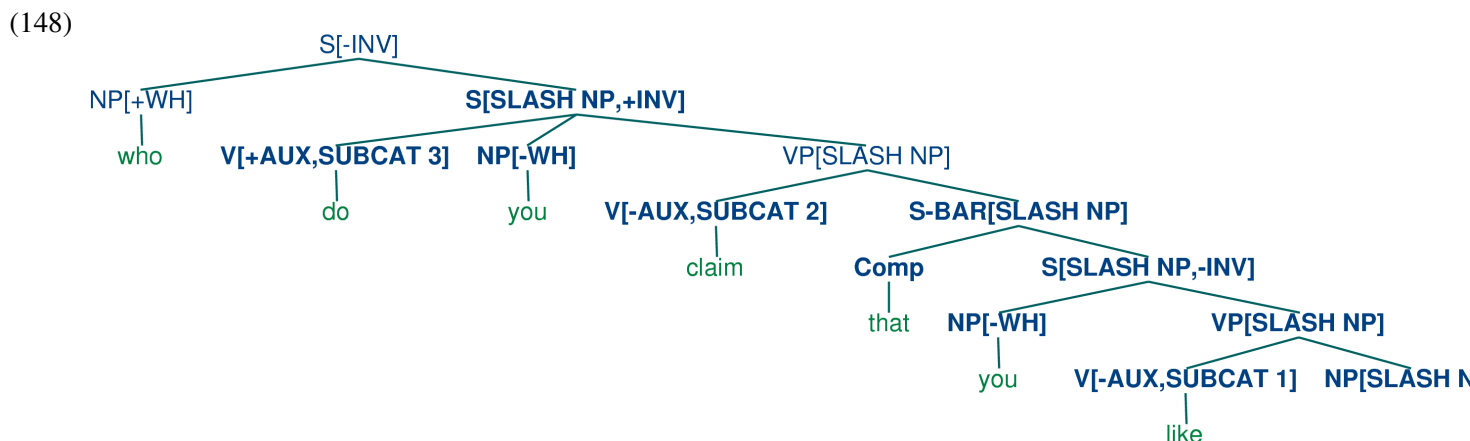 (148)
S[-INV]
NP[+WH] S[SLASH NP,+INV]
who V[+AUX,SUBCAT 3] NP[-WH] VP[SLASH NP]
do you V[-AUX,SUBCAT 2] S-BAR[SLASH NP]
claim Comp S[SLASH NP,-INV]
that NP[-WH] VP[SLASH NP]
you V[-AUX,SUBCAT 1] NP[SLASH N
like